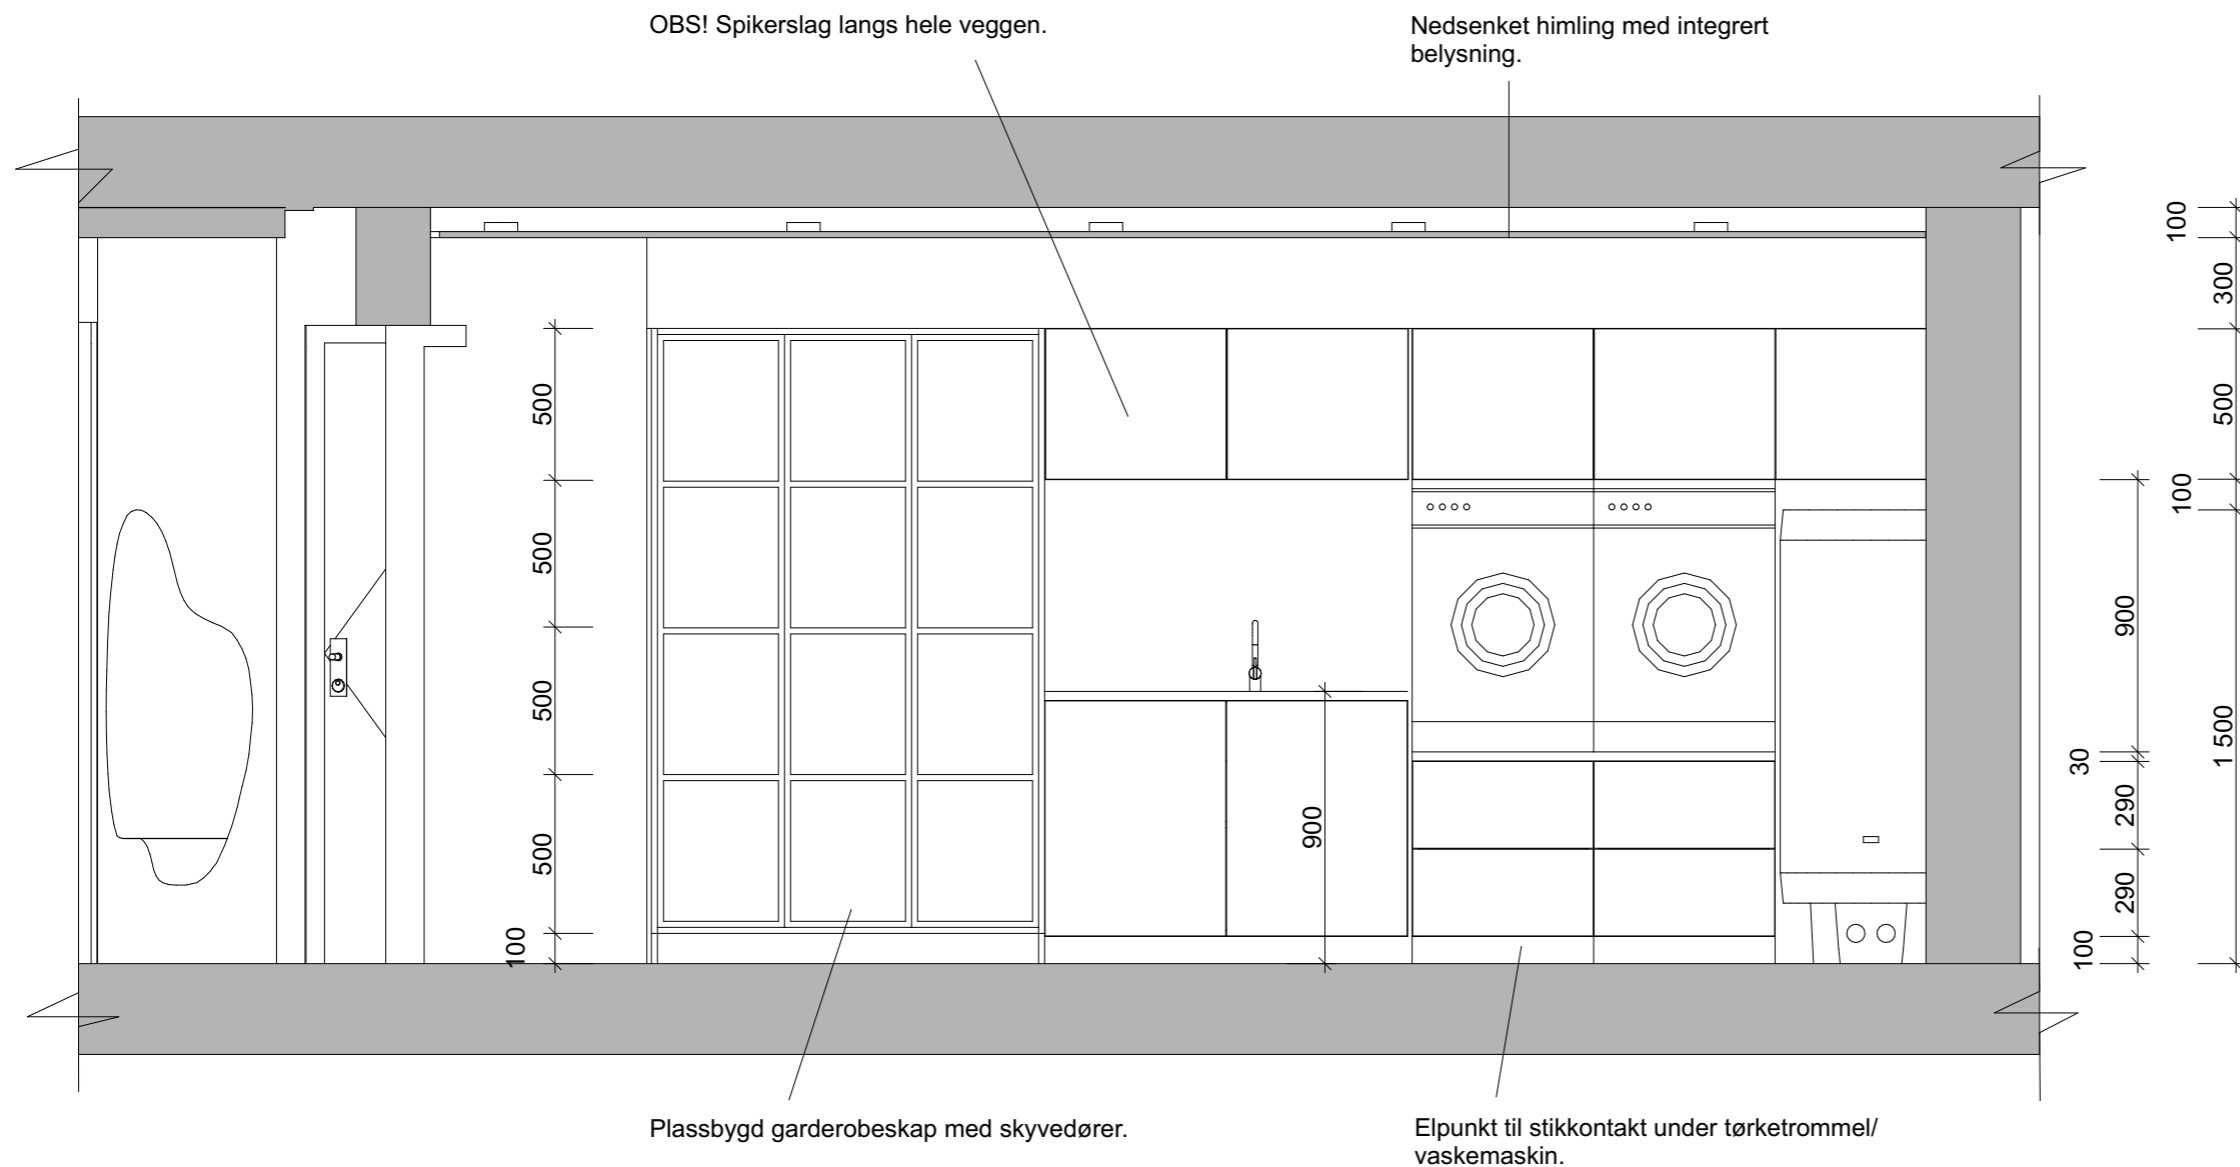 OBS! Spikerslag langs hele veggen.
Nedsenket himling med integrert
belysning.
100
300
500
100
1 500
900
30
290
290
100
500
500
500
500
100
900
Plassbygd garderobeskap med skyvedører.
Elpunkt til stikkontakt under tørketrommel/
vaskemaskin.